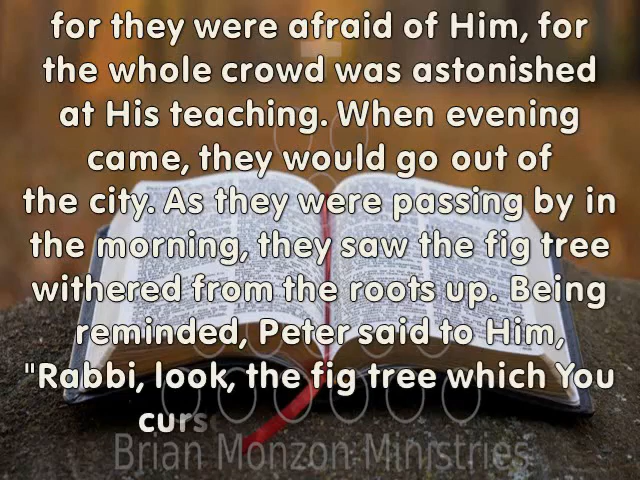 for they were afraid of Him, for
the whole crowd was astonished
at His teaching. When evening
came, they would go out of
the city. As they were passing by in
the morning, they saw the fig tree
withered from the roots up. Being
reminded, Peter said to Him,
"Rabbi, look, the fig tree which You
curs
Brian Monzon Ministries